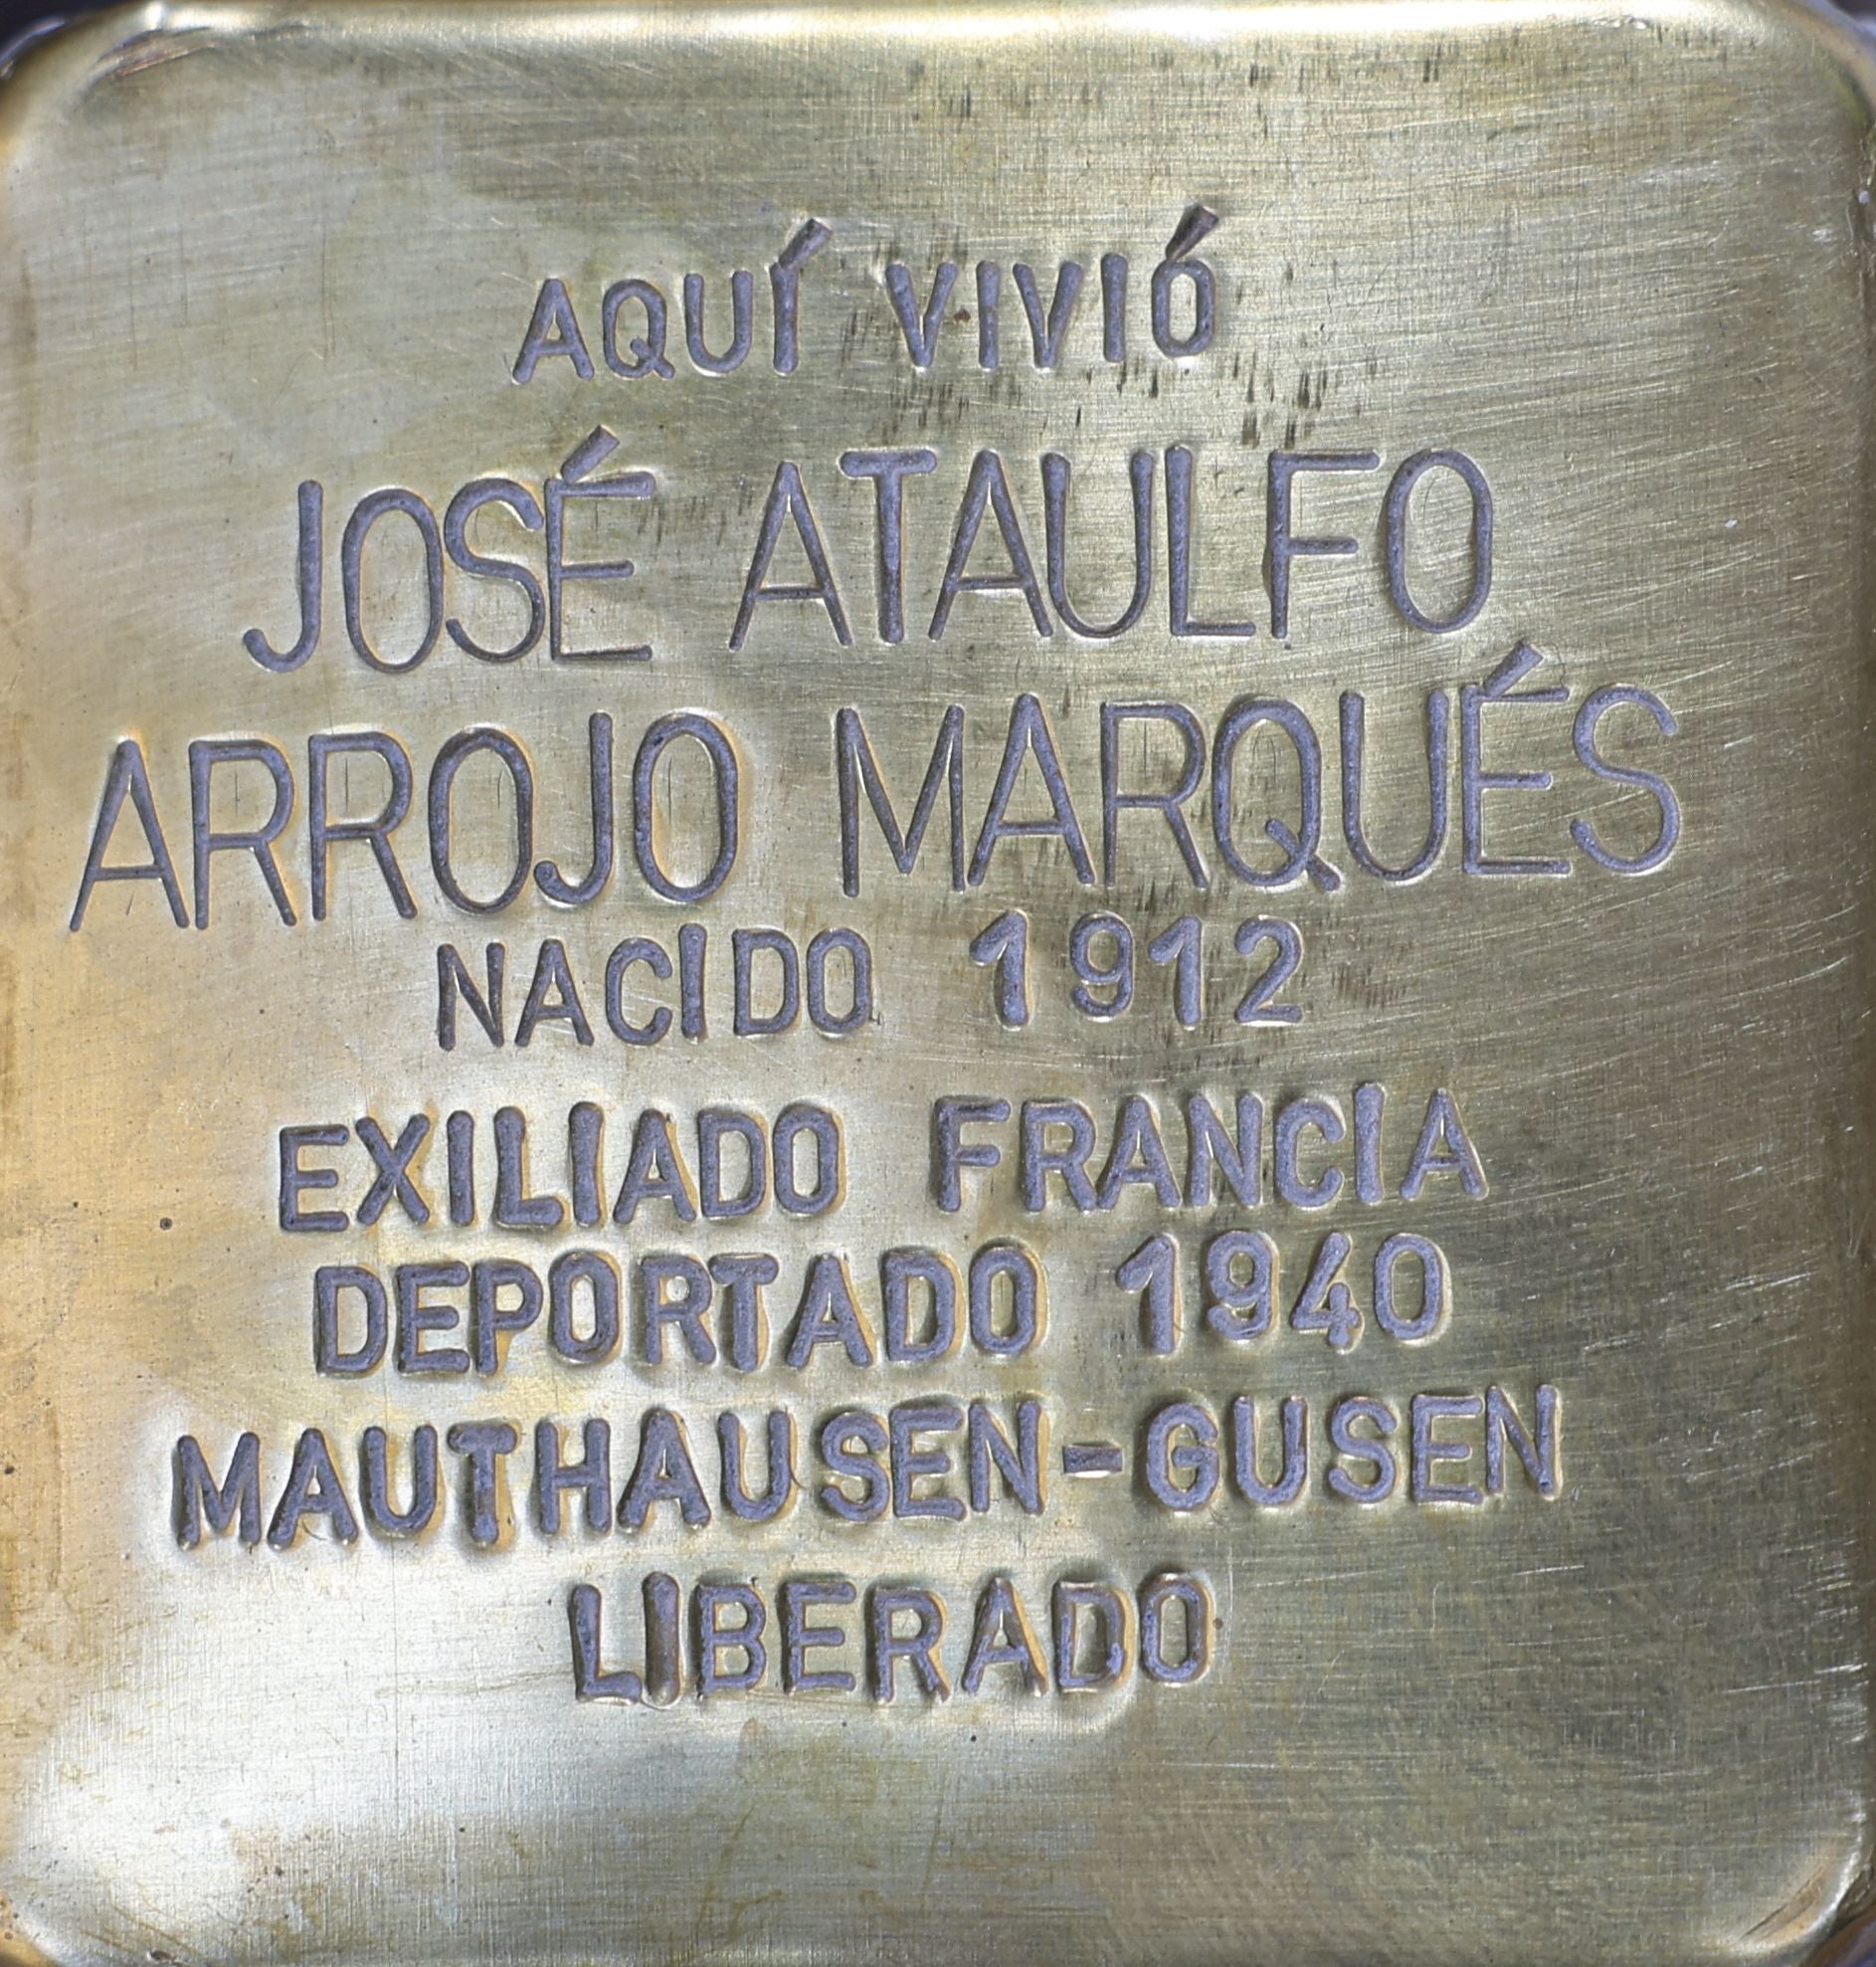 AQUÍ VIVIÓ
JOSÉ ATAULFO
ARROJO MARQUÉS
NACIDO 1912
EXILIADO FRANCIA
DEPORTADO 1940
MAUTHAUSEN-GUSEN
LIBERADO